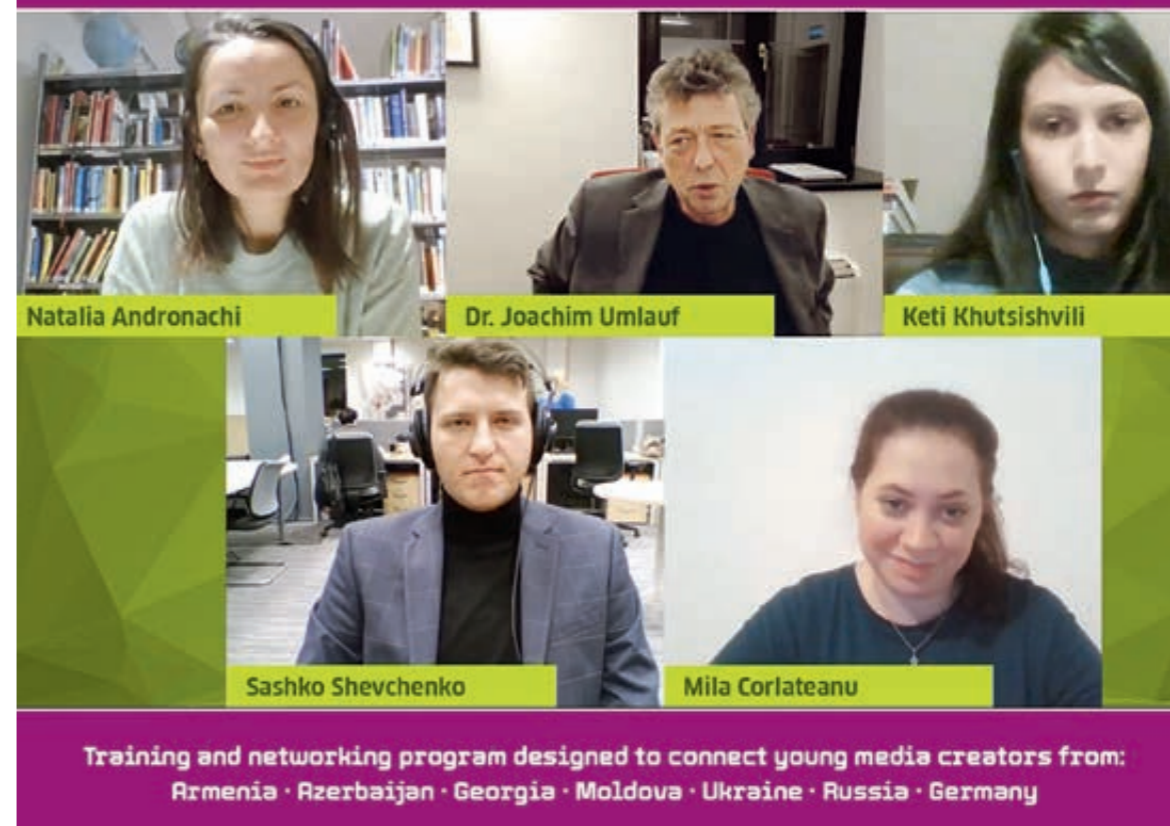 Natalia Andronachi
Dr. Joachim Umlauf
Keti Khutsishvili
Sashko Shevchenko
Mila Corlateanu
Training and networking program designed to connect young media creators from:
Armenia · Azerbaijan · Georgia · Moldova · Ukraine · Russia · Germany